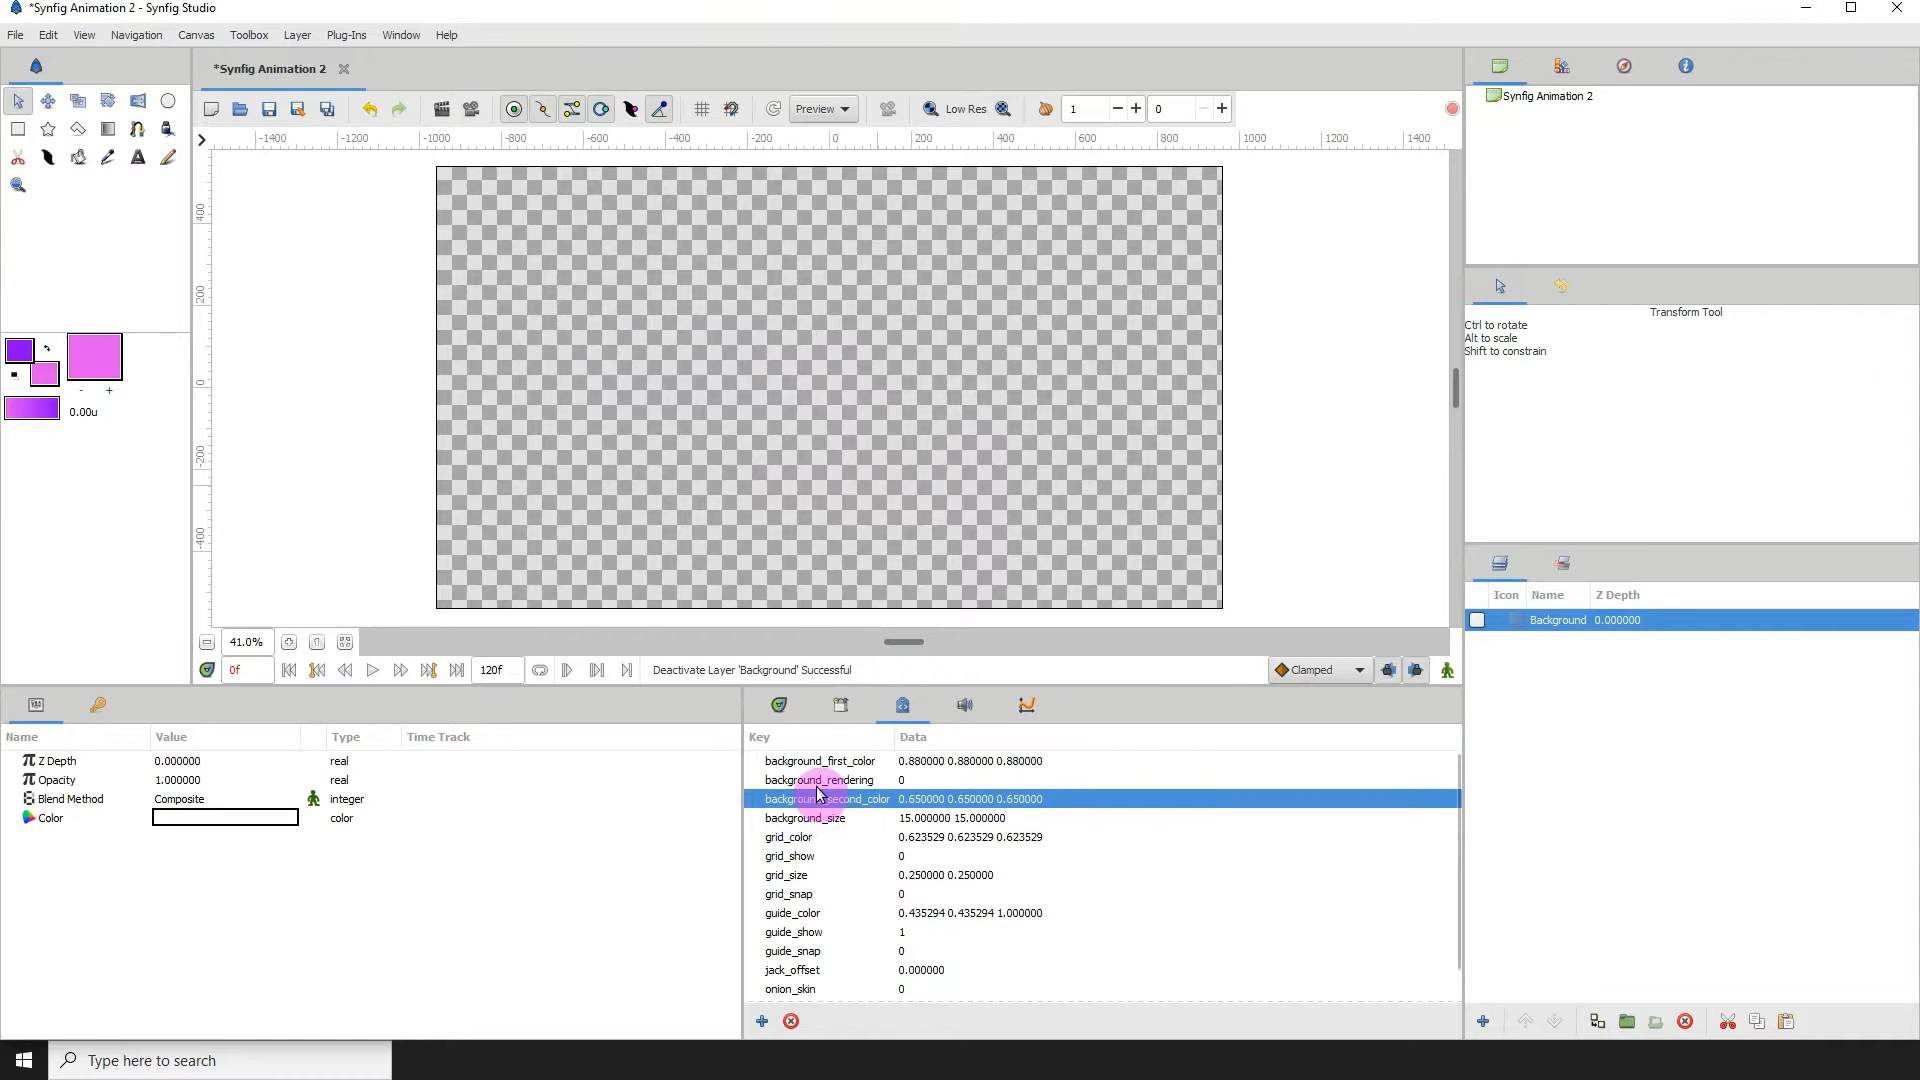 *Synfig Animation 2 - Synfig Studio
File Edit View Navigation Canvas Toolbox Layer Plug-Ins Window Help
*Synfig Animation 2
Preview Low Res 1 0
-1400 -1200 -1000 -800 -600 -400 -200 0 200 400 600 800 1000 1200 1400
400
200
0
-200
-400
0.00u
41.0%
0f 120f Deactivate Layer 'Background' Successful Clamped
Synfig Animation 2
Transform Tool
Ctrl to rotate
Alt to scale
Shift to constrain
Icon Name Z Depth
Background 0.000000
Name Value Type Time Track
Z Depth 0.000000 real
Opacity 1.000000 real
Blend Method Composite integer
Color color
Key Data
background_first_color 0.880000 0.880000 0.880000
background_rendering 0
background_second_color 0.650000 0.650000 0.650000
background_size 15.000000 15.000000
grid_color 0.623529 0.623529 0.623529
grid_show 0
grid_size 0.250000 0.250000
grid_snap 0
guide_color 0.435294 0.435294 1.000000
guide_show 1
guide_snap 0
jack_offset 0.000000
onion_skin 0
Type here to search